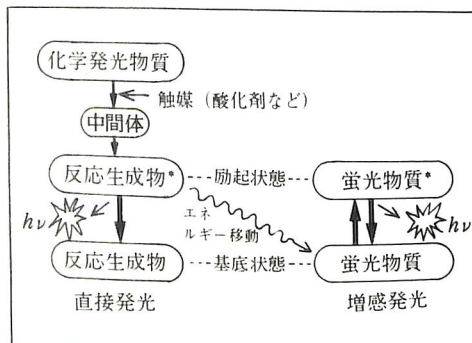 化学発光物質
触媒（酸化剤など）
中間体
反応生成物* ---励起状態--- 蛍光物質*
hν
エネ
ルギー移動
hν
反応生成物 ---基底状態--- 蛍光物質
直接発光 増感発光